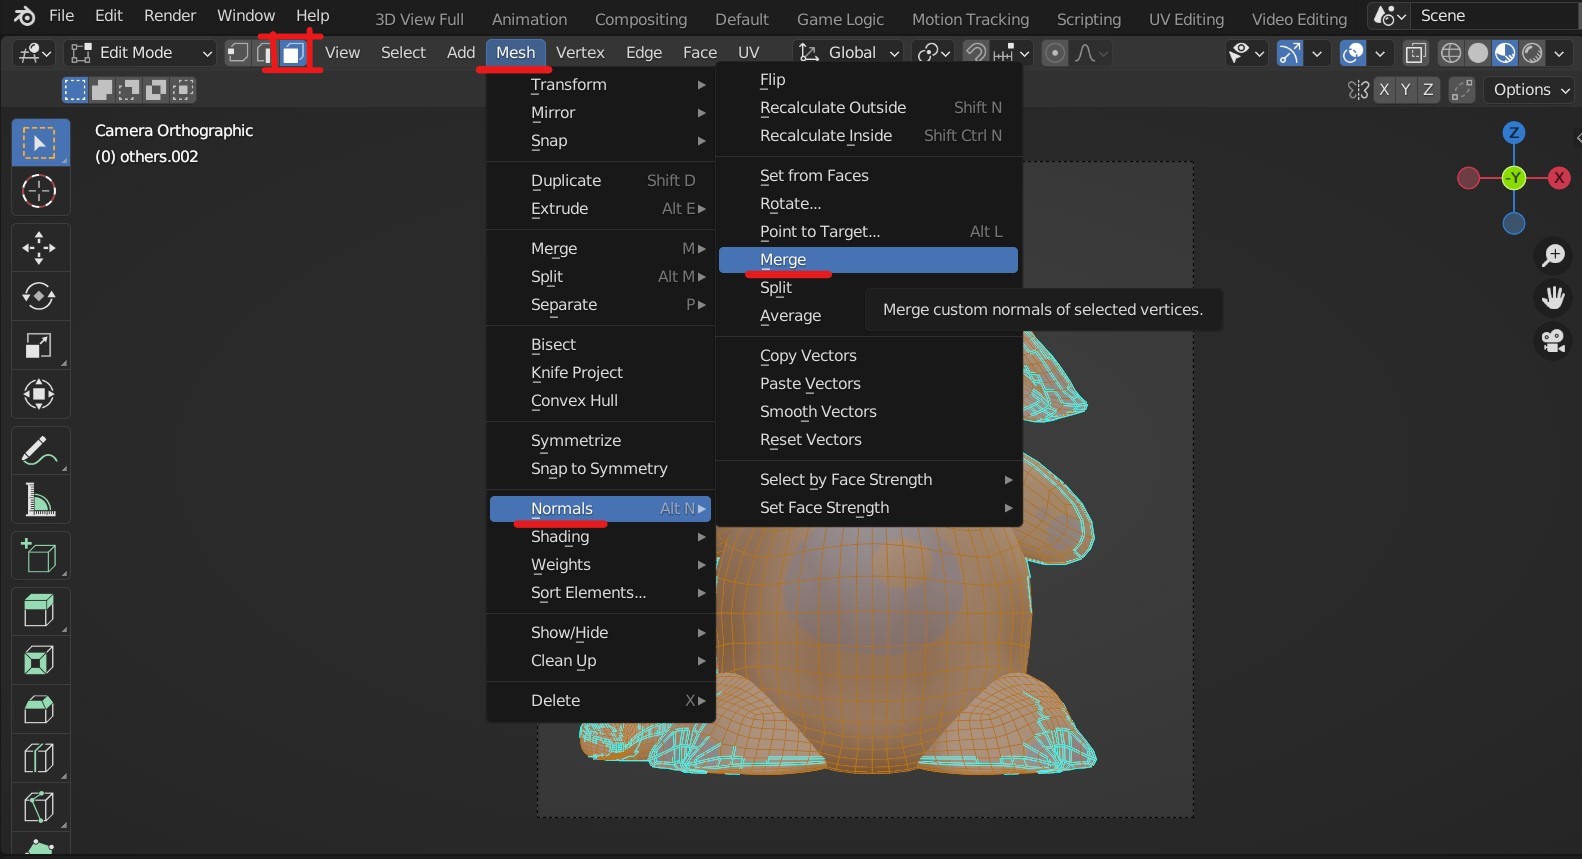 File Edit Render Window Help 3D View Full Animation Compositing Default Game Logic Motion Tracking Scripting UV Editing Video Editing Scene
Edit Mode View Select Add Mesh Vertex Edge Face UV Global
X Y Z Options
Camera Orthographic
(0) others.002
Transform
Mirror
Snap
Duplicate Shift D
Extrude Alt E
Merge M
Split Alt M
Separate P
Bisect
Knife Project
Convex Hull
Symmetrize
Snap to Symmetry
Normals Alt N
Shading
Weights
Sort Elements...
Show/Hide
Clean Up
Delete X
Flip
Recalculate Outside Shift N
Recalculate Inside Shift Ctrl N
Set from Faces
Rotate...
Point to Target... Alt L
Merge
Split
Average
Copy Vectors
Paste Vectors
Smooth Vectors
Reset Vectors
Select by Face Strength
Set Face Strength
Merge custom normals of selected vertices.
Z
-Y X